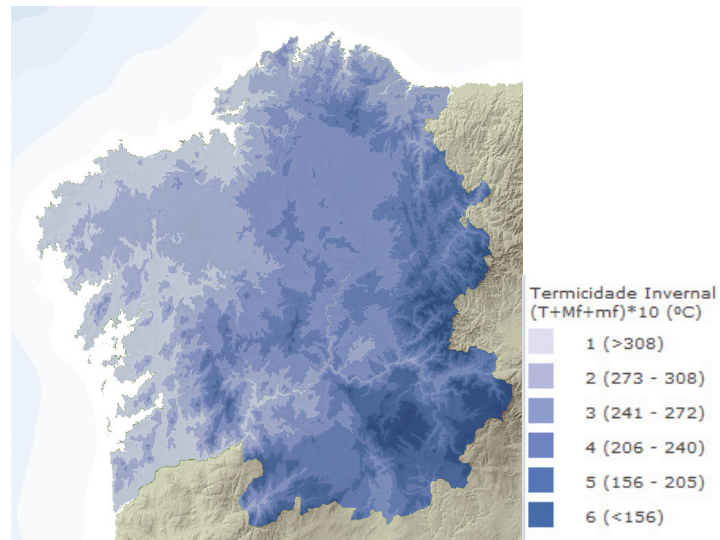 Termicidade Invernal
(T+Mf+mf)*10 (ºC)
1 (>308)
2 (273 - 308)
3 (241 - 272)
4 (206 - 240)
5 (156 - 205)
6 (<156)